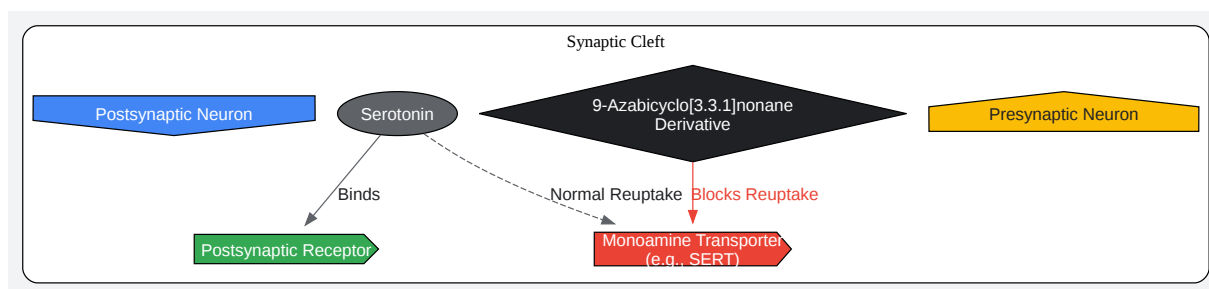 Synaptic Cleft
Postsynaptic Neuron
Serotonin
9-Azabicyclo[3.3.1]nonane
Derivative
Presynaptic Neuron
Binds
Normal Reuptake
Blocks Reuptake
Postsynaptic Receptor
Monoamine Transporter
(e.g., SERT)